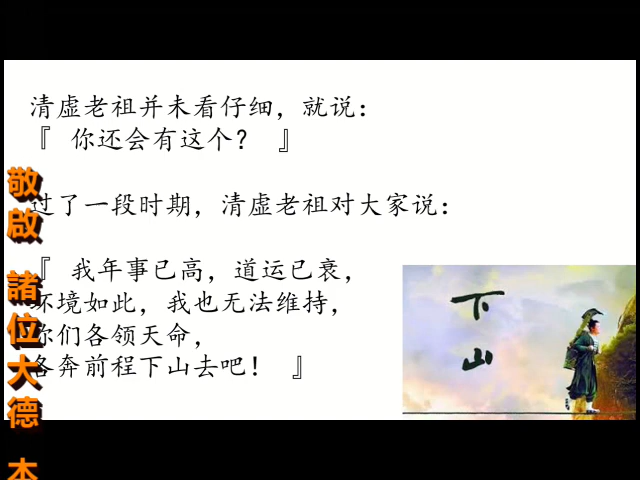 清虚老祖并未看仔细，就说：
『 你还会有这个？ 』
过了一段时期，清虚老祖对大家说：
『 我年事已高，道运已衰，
环境如此，我也无法维持，
你们各领天命，
各奔前程下山去吧！ 』
下山
敬啟 諸位大德